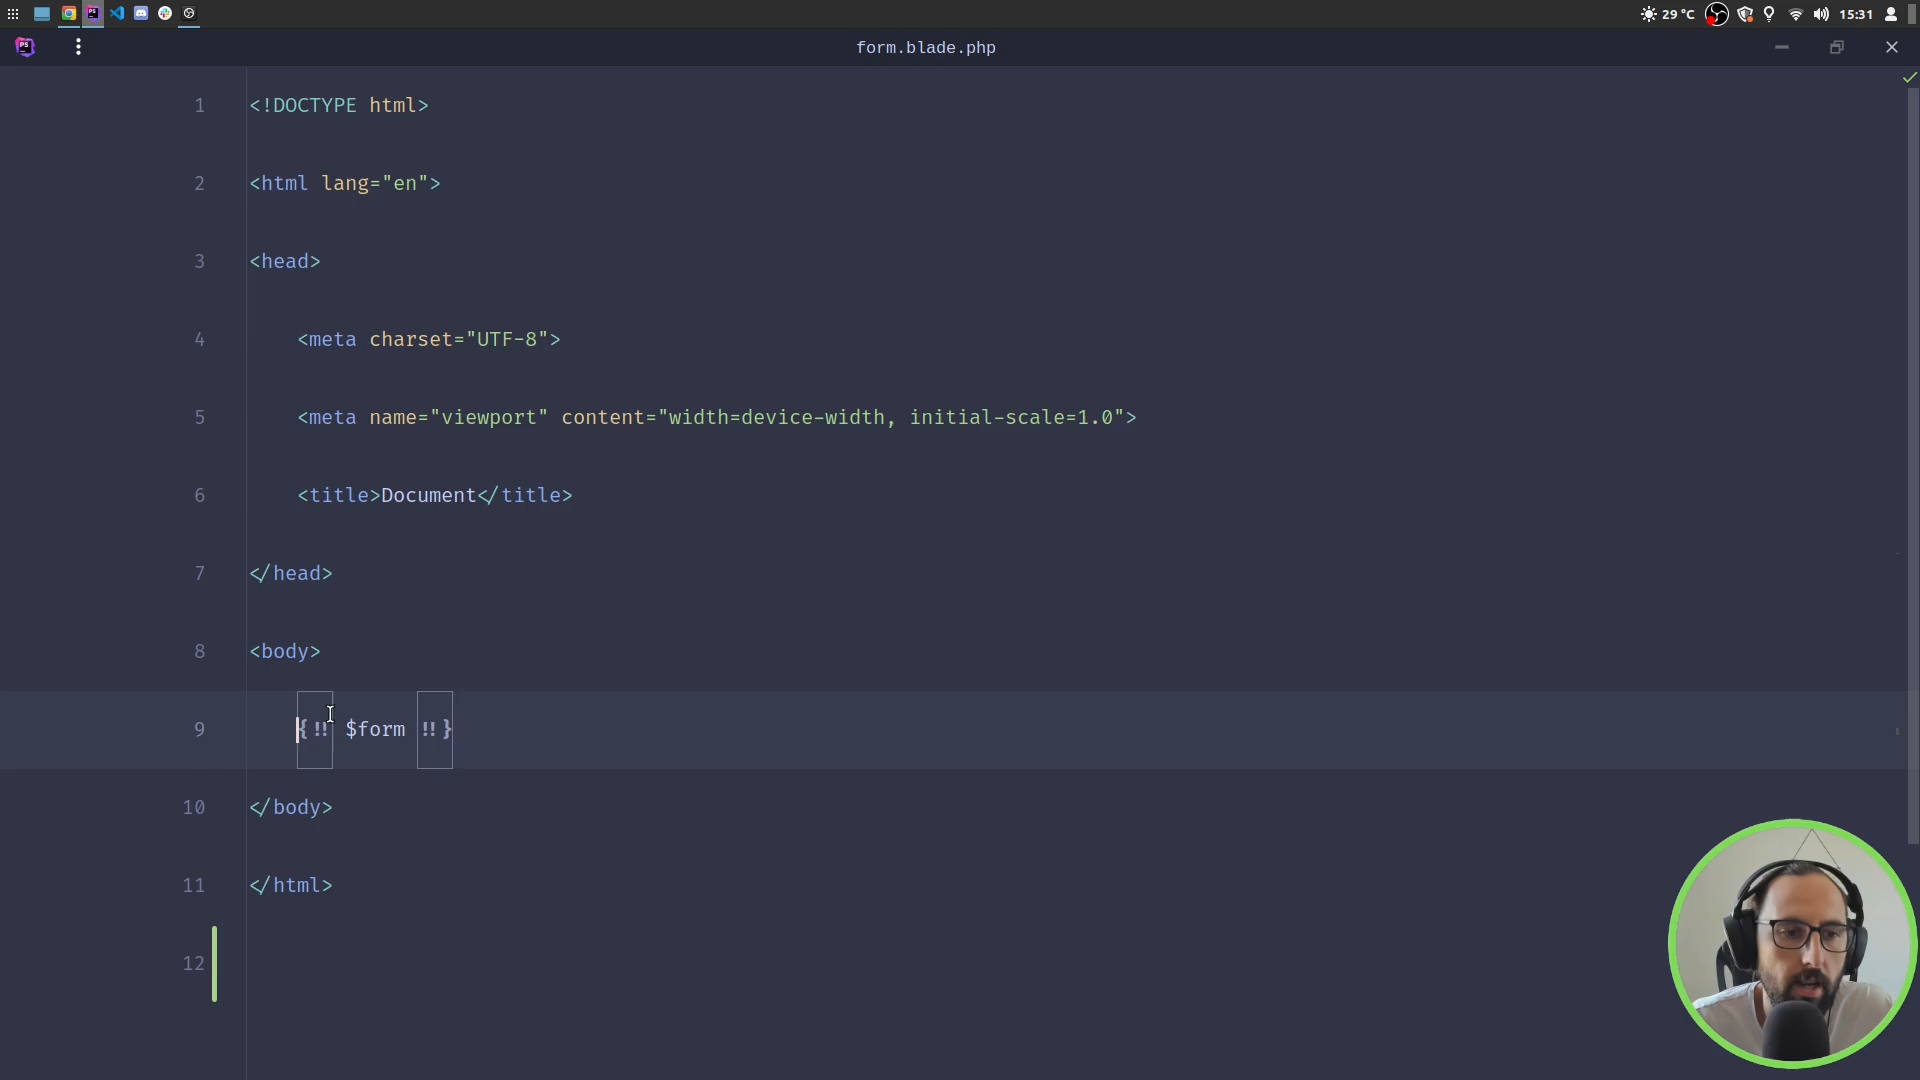 29 °C
15:31
PS
form.blade.php
1 <!DOCTYPE html>
2 <html lang="en">
3 <head>
4 <meta charset="UTF-8">
5 <meta name="viewport" content="width=device-width, initial-scale=1.0">
6 <title>Document</title>
7 </head>
8 <body>
9 {!! $form !!}
10 </body>
11 </html>
12